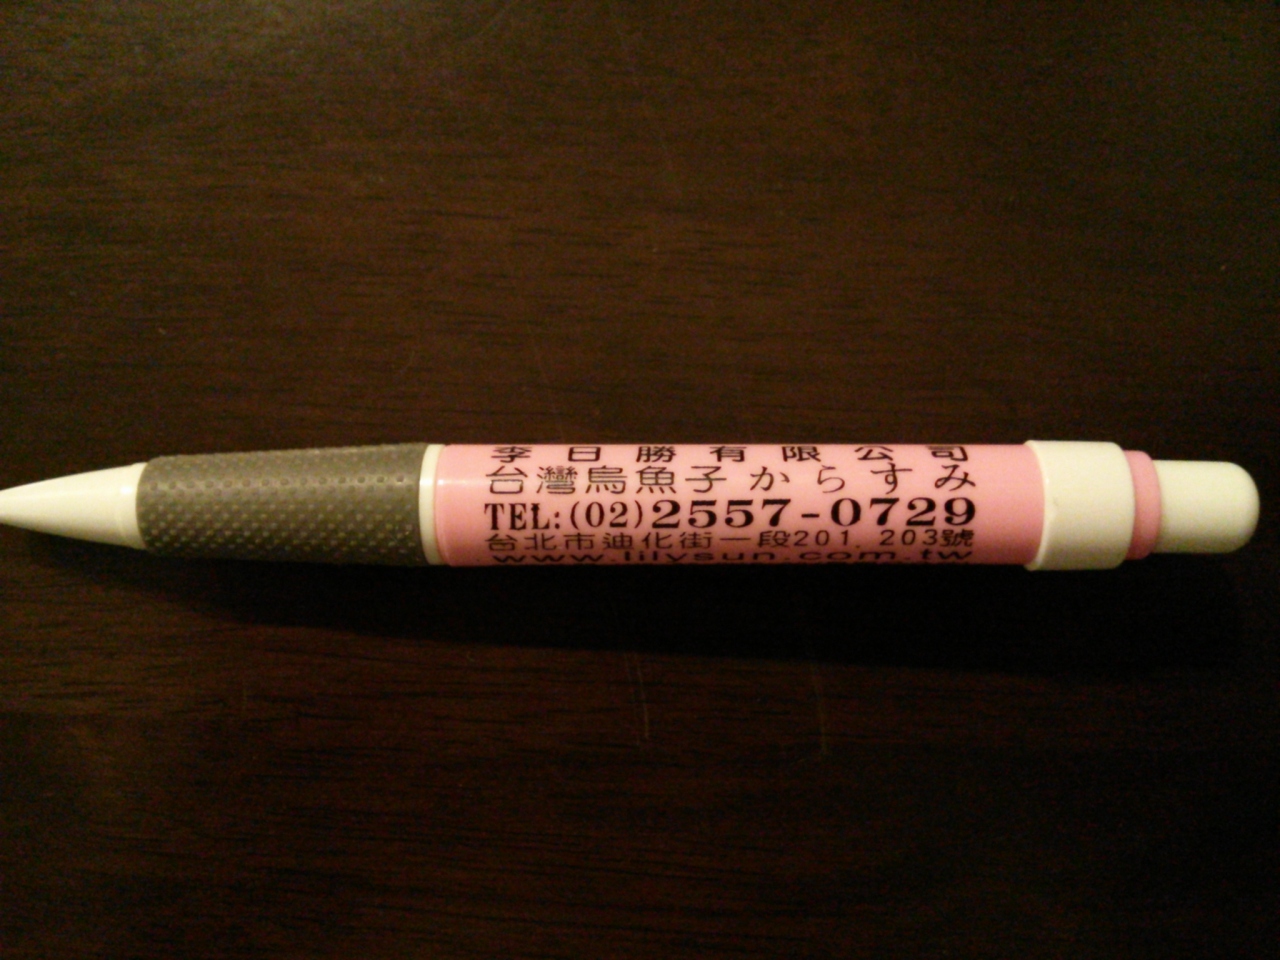 李日勝有限公司
台灣烏魚子からすみ
TEL:(02)2557-0729
台北市迪化街一段201. 203號
www.lilysun.com.tw